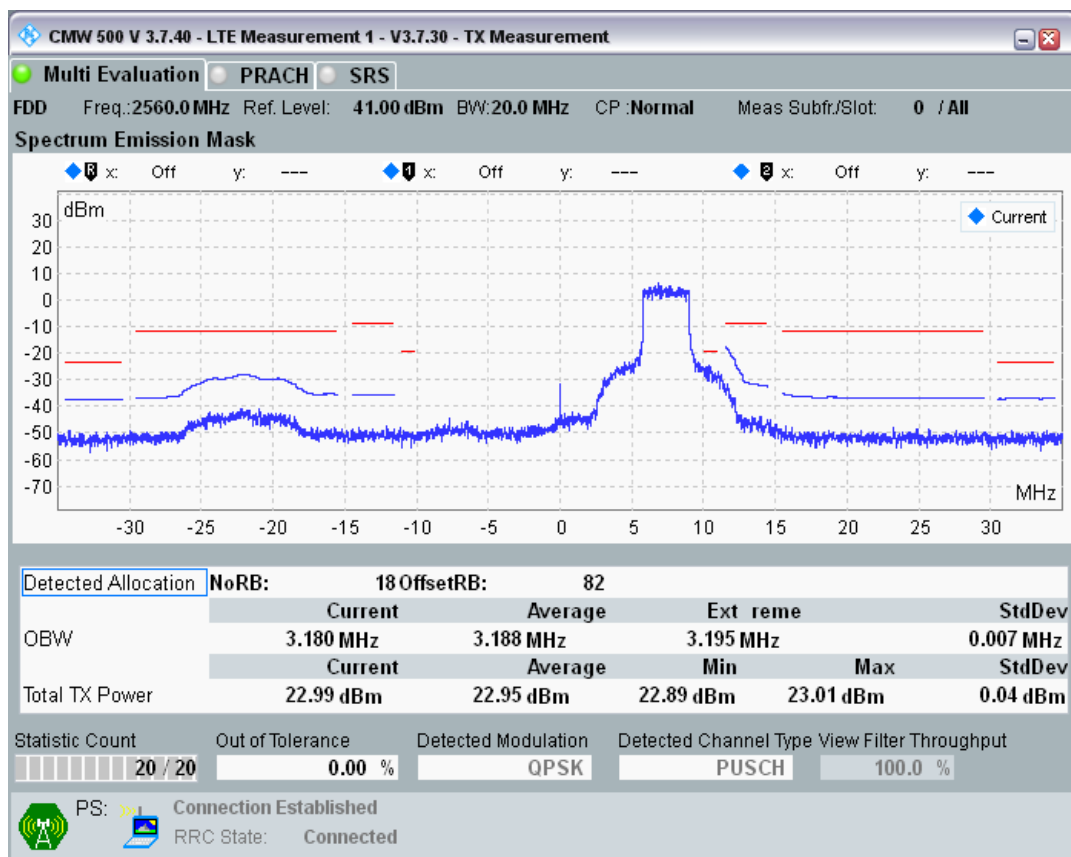 CMW 500 V 3.7.40 - LTE Measurement 1 - V3.7.30 - TX Measurement
Multi Evaluation PRACH SRS
FDD Freq.:2560.0 MHz Ref. Level: 41.00 dBm BW:20.0 MHz CP :Normal Meas Subfr./Slot: 0 / All
Spectrum Emission Mask
R x: Off y: --- 1 x: Off y: --- 2 x: Off y: ---
dBm
Current
30
20
10
0
-10
-20
-30
-40
-50
-60
-70
MHz
-30 -25 -20 -15 -10 -5 0 5 10 15 20 25 30
Detected Allocation NoRB: 18 OffsetRB: 82
Current Average Ext reme StdDev
OBW 3.180 MHz 3.188 MHz 3.195 MHz 0.007 MHz
Current Average Min Max StdDev
Total TX Power 22.99 dBm 22.95 dBm 22.89 dBm 23.01 dBm 0.04 dBm
Statistic Count Out of Tolerance Detected Modulation Detected Channel Type View Filter Throughput
20 / 20 0.00 % QPSK PUSCH 100.0 %
PS: Connection Established
RRC State: Connected